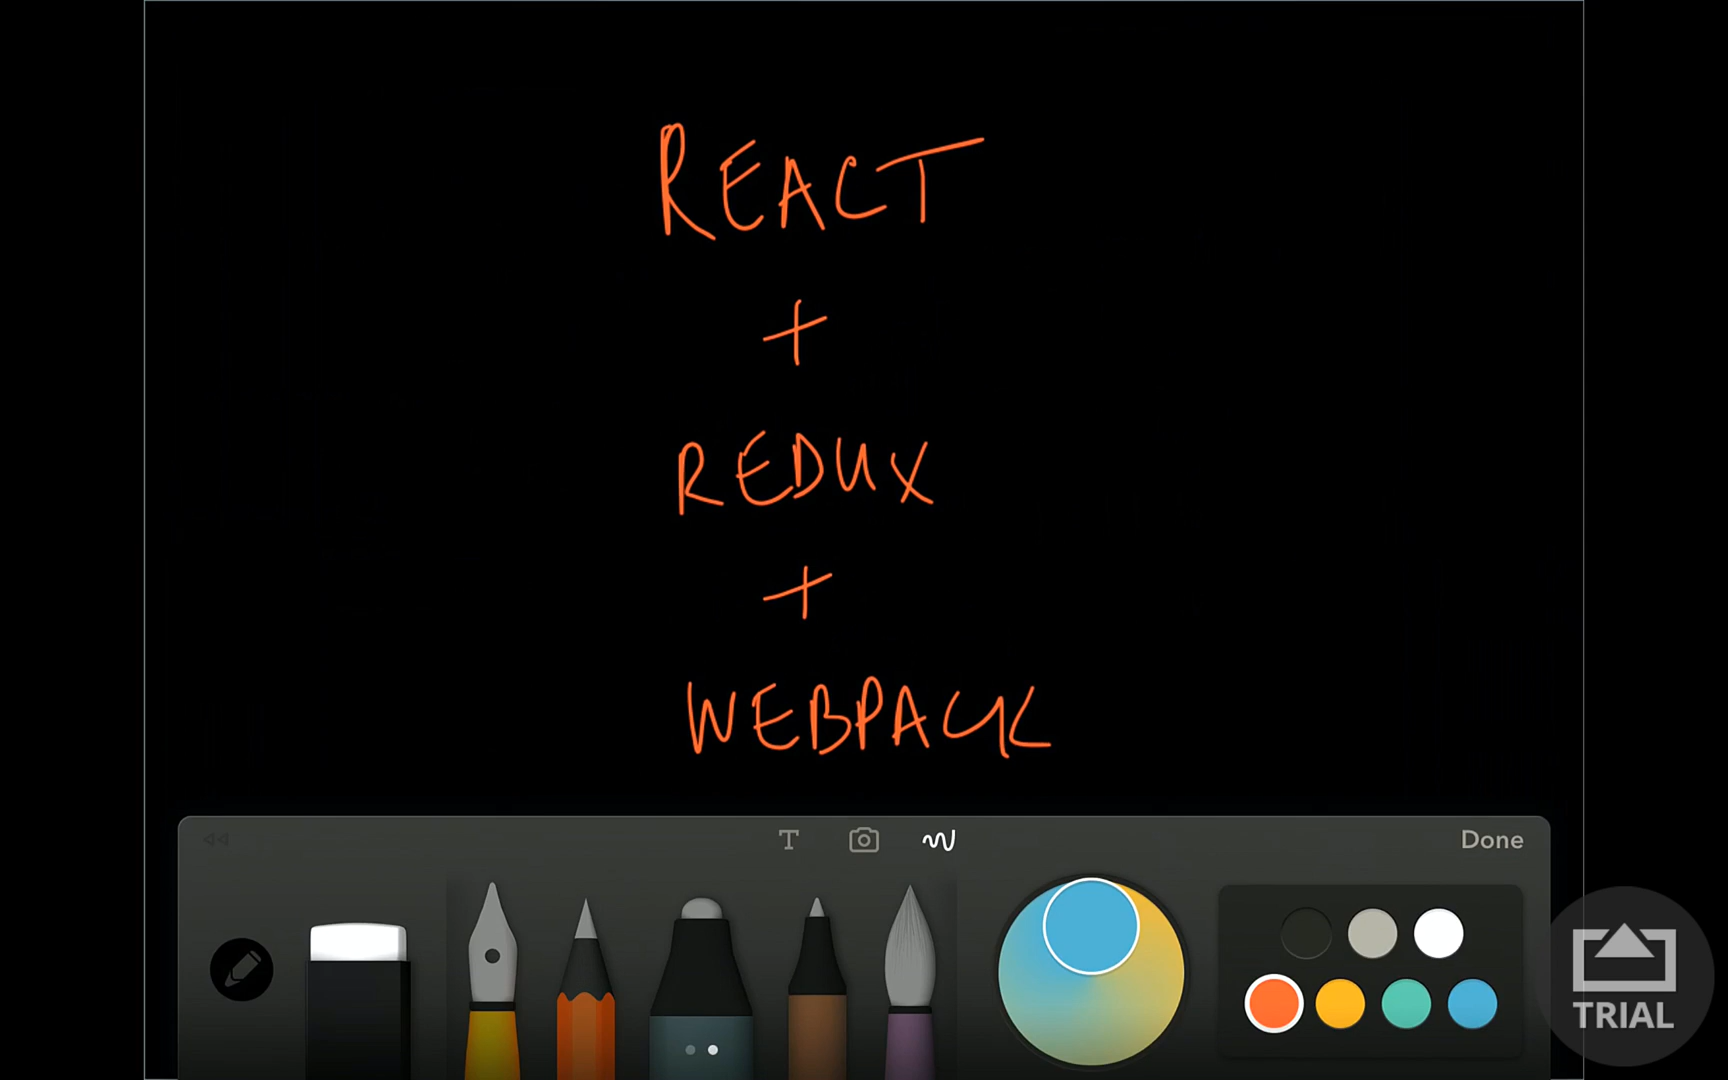 REACT
+
REDUX
+
WEBPACK
T
Done
TRIAL